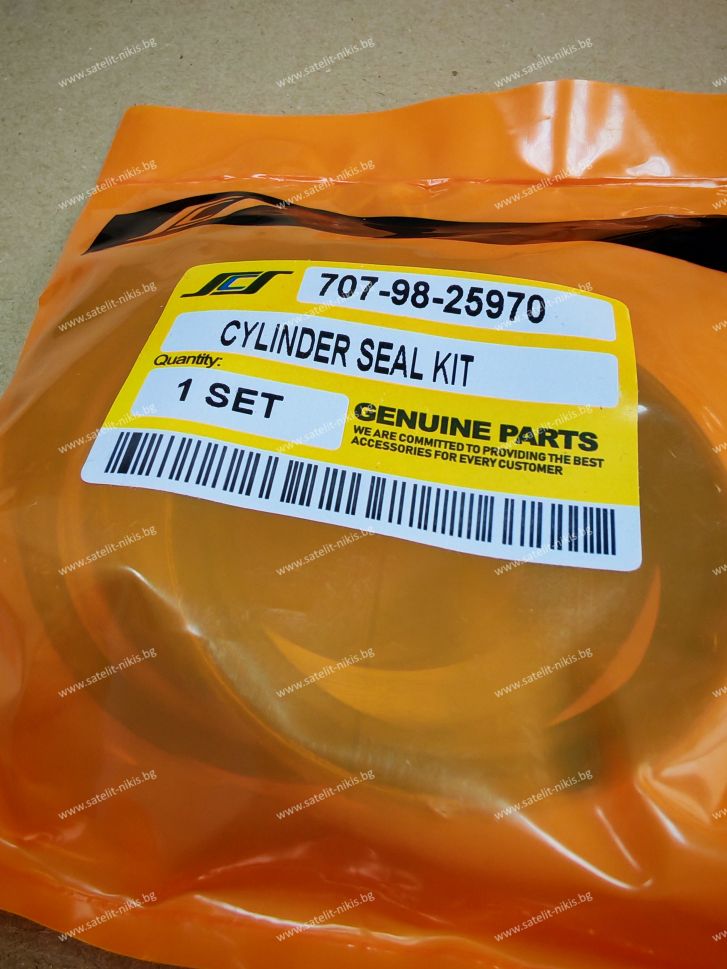 SCS
707-98-25970
CYLINDER SEAL KIT
Quantity:
1 SET
GENUINE PARTS
WE ARE COMMITTED TO PROVIDING THE BEST
ACCESSORIES FOR EVERY CUSTOMER
www.satelit-nikis.bg